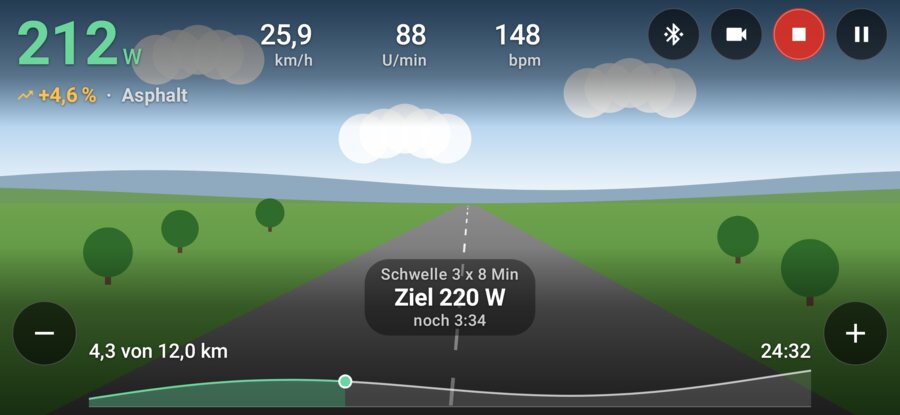 212 W
25,9
km/h
88
U/min
148
bpm
+4,6 % · Asphalt
Schwelle 3 x 8 Min
Ziel 220 W
noch 3:34
4,3 von 12,0 km
24:32